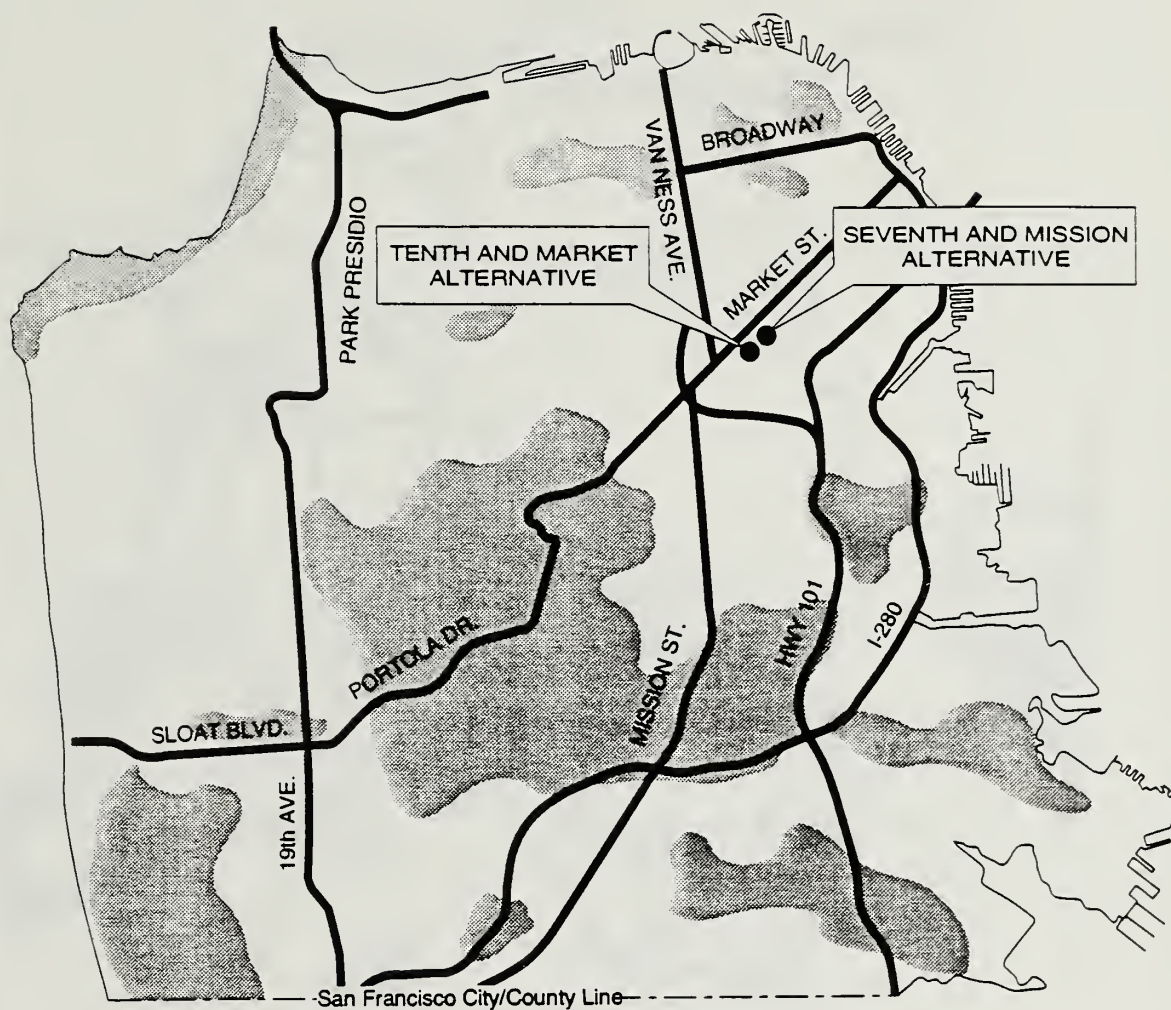 VAN NESS AVE.
BROADWAY
PARK PRESIDIO
TENTH AND MARKET
ALTERNATIVE
MARKET ST.
SEVENTH AND MISSION
ALTERNATIVE
PORTOLA DR.
MISSION ST.
HWY 101
I-280
SLOAT BLVD.
19th AVE.
San Francisco City/County Line